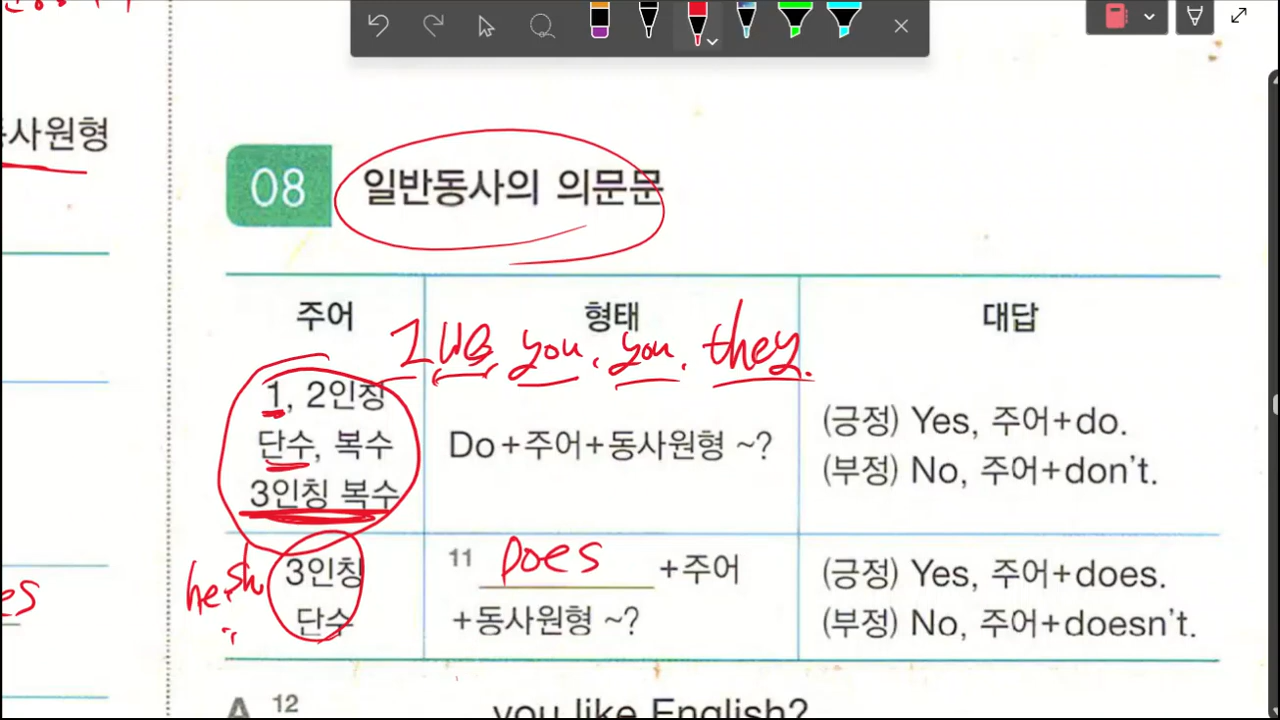 동사원형
08 일반동사의 의문문
주어 형태 대답
I we, you, you, they.
1, 2인칭
단수, 복수
3인칭 복수
Do+주어+동사원형 ~?
(긍정) Yes, 주어+do.
(부정) No, 주어+don't.
he, sh
3인칭
단수
11 Does +주어
+동사원형 ~?
(긍정) Yes, 주어+does.
(부정) No, 주어+doesn't.
es
A 12 you like English?